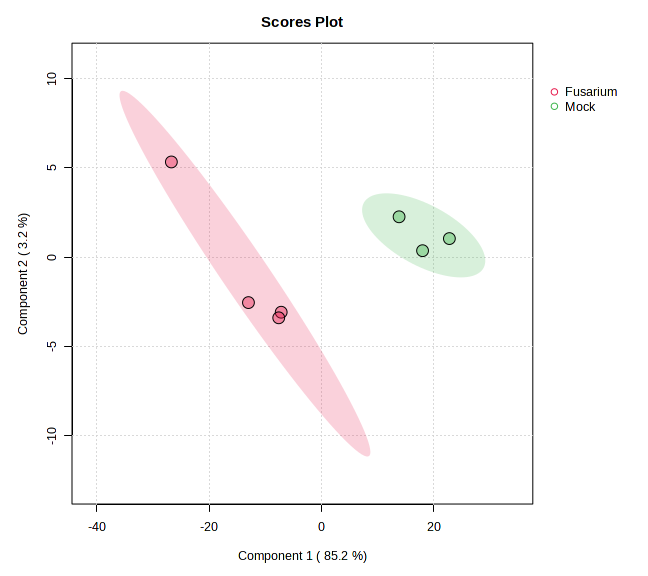 Scores Plot
Fusarium
Mock
10
5
0
-5
-10
Component 2 ( 3.2 %)
-40
-20
0
20
Component 1 ( 85.2 %)